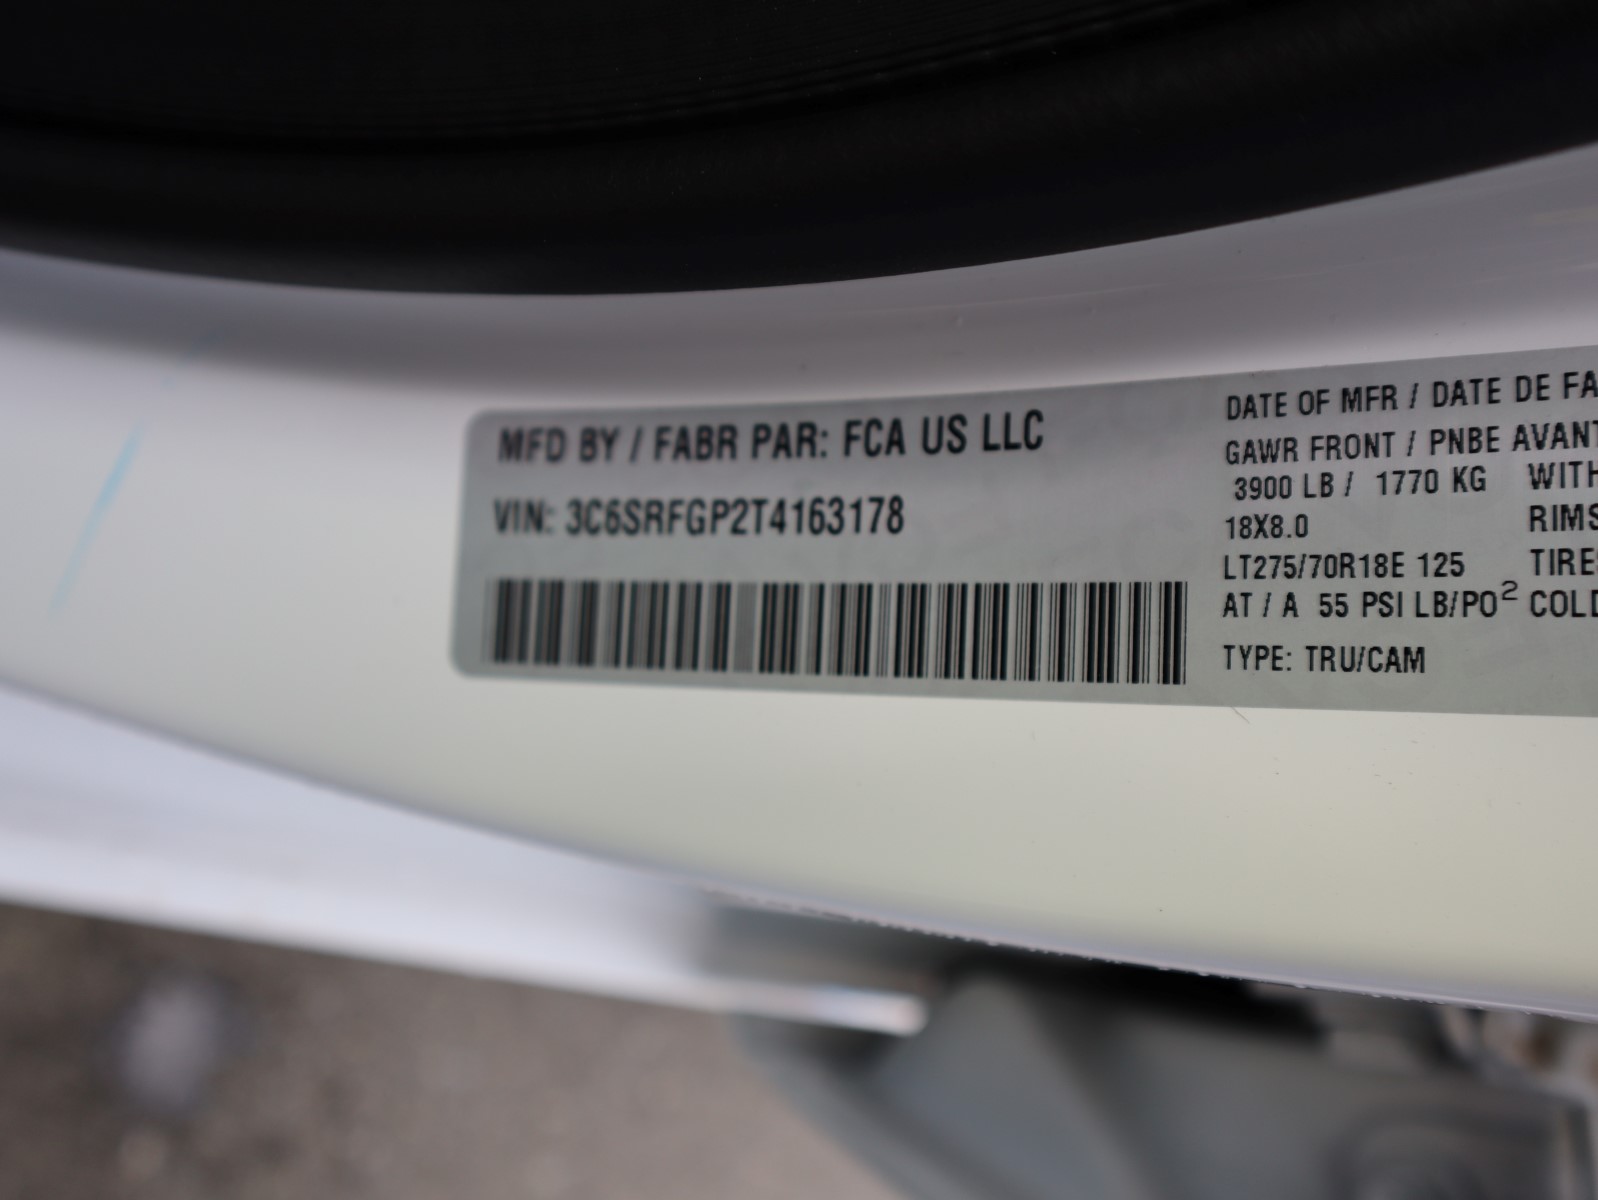 MFD BY / FABR PAR: FCA US LLC
VIN: 3C6SRFGP2T4163178
DATE OF MFR / DATE DE FA
GAWR FRONT / PNBE AVANT
3900 LB / 1770 KG WITH
18X8.0 RIMS
LT275/70R18E 125 TIRES
AT / A 55 PSI LB/PO² COLD
TYPE: TRU/CAM